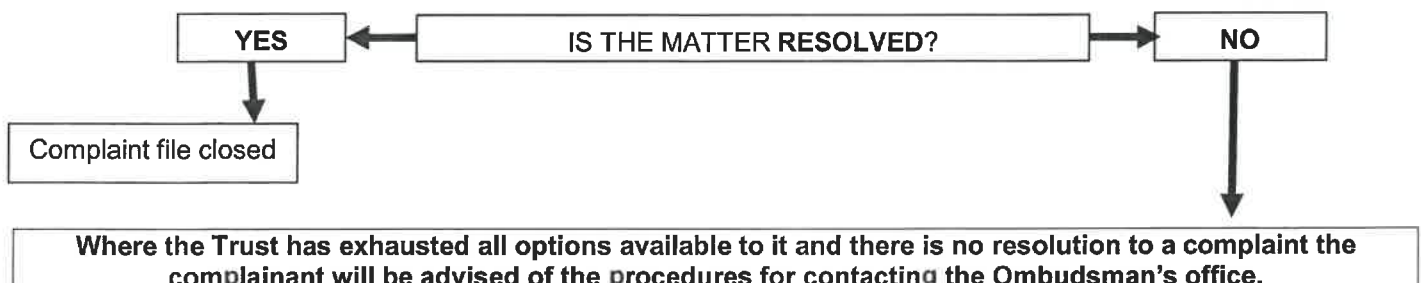 YES
IS THE MATTER RESOLVED?
NO
Complaint file closed
Where the Trust has exhausted all options available to it and there is no resolution to a complaint the
complainant will be advised of the procedures for contacting the Ombudsman's office.